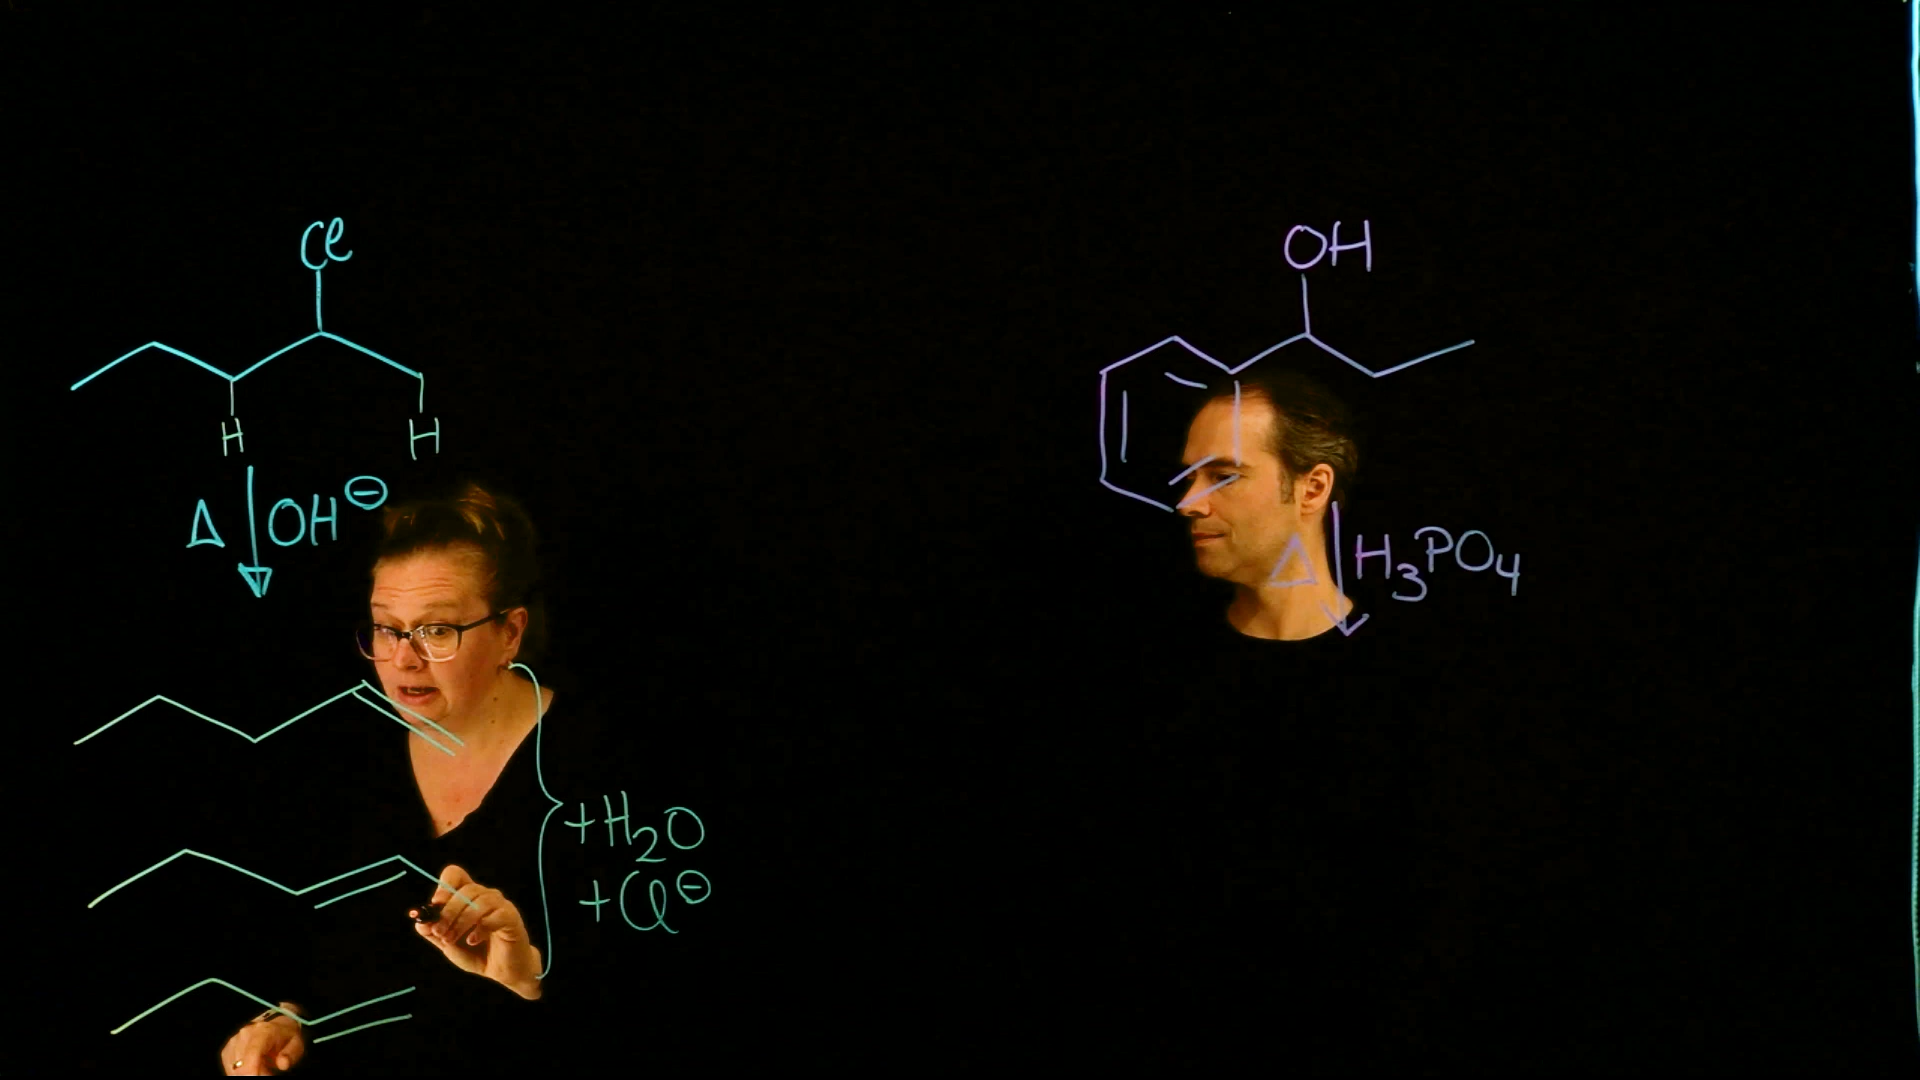 Cl
H H
Δ OH⊖
+H₂O
+Cl⊖
OH
Δ H₃PO₄